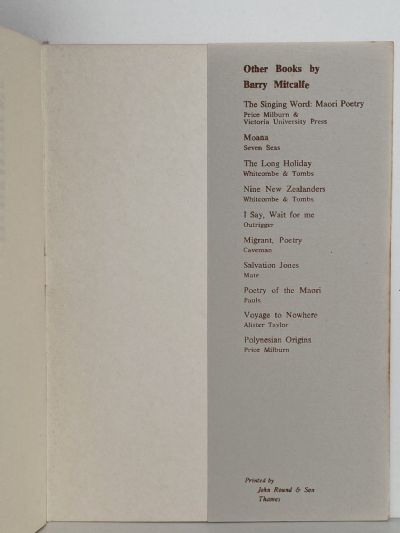 Other Books by
Barry Mitcalfe
The Singing Word: Maori Poetry
Price Milburn &
Victoria University Press
Moana
Seven Seas
The Long Holiday
Whitcombe & Tombs
Nine New Zealanders
Whitcombe & Tombs
I Say, Wait for me
Outrigger
Migrant, Poetry
Caveman
Salvation Jones
Mate
Poetry of the Maori
Pauls
Voyage to Nowhere
Alister Taylor
Polynesian Origins
Price Milburn
Printed by
John Round & Son
Thames